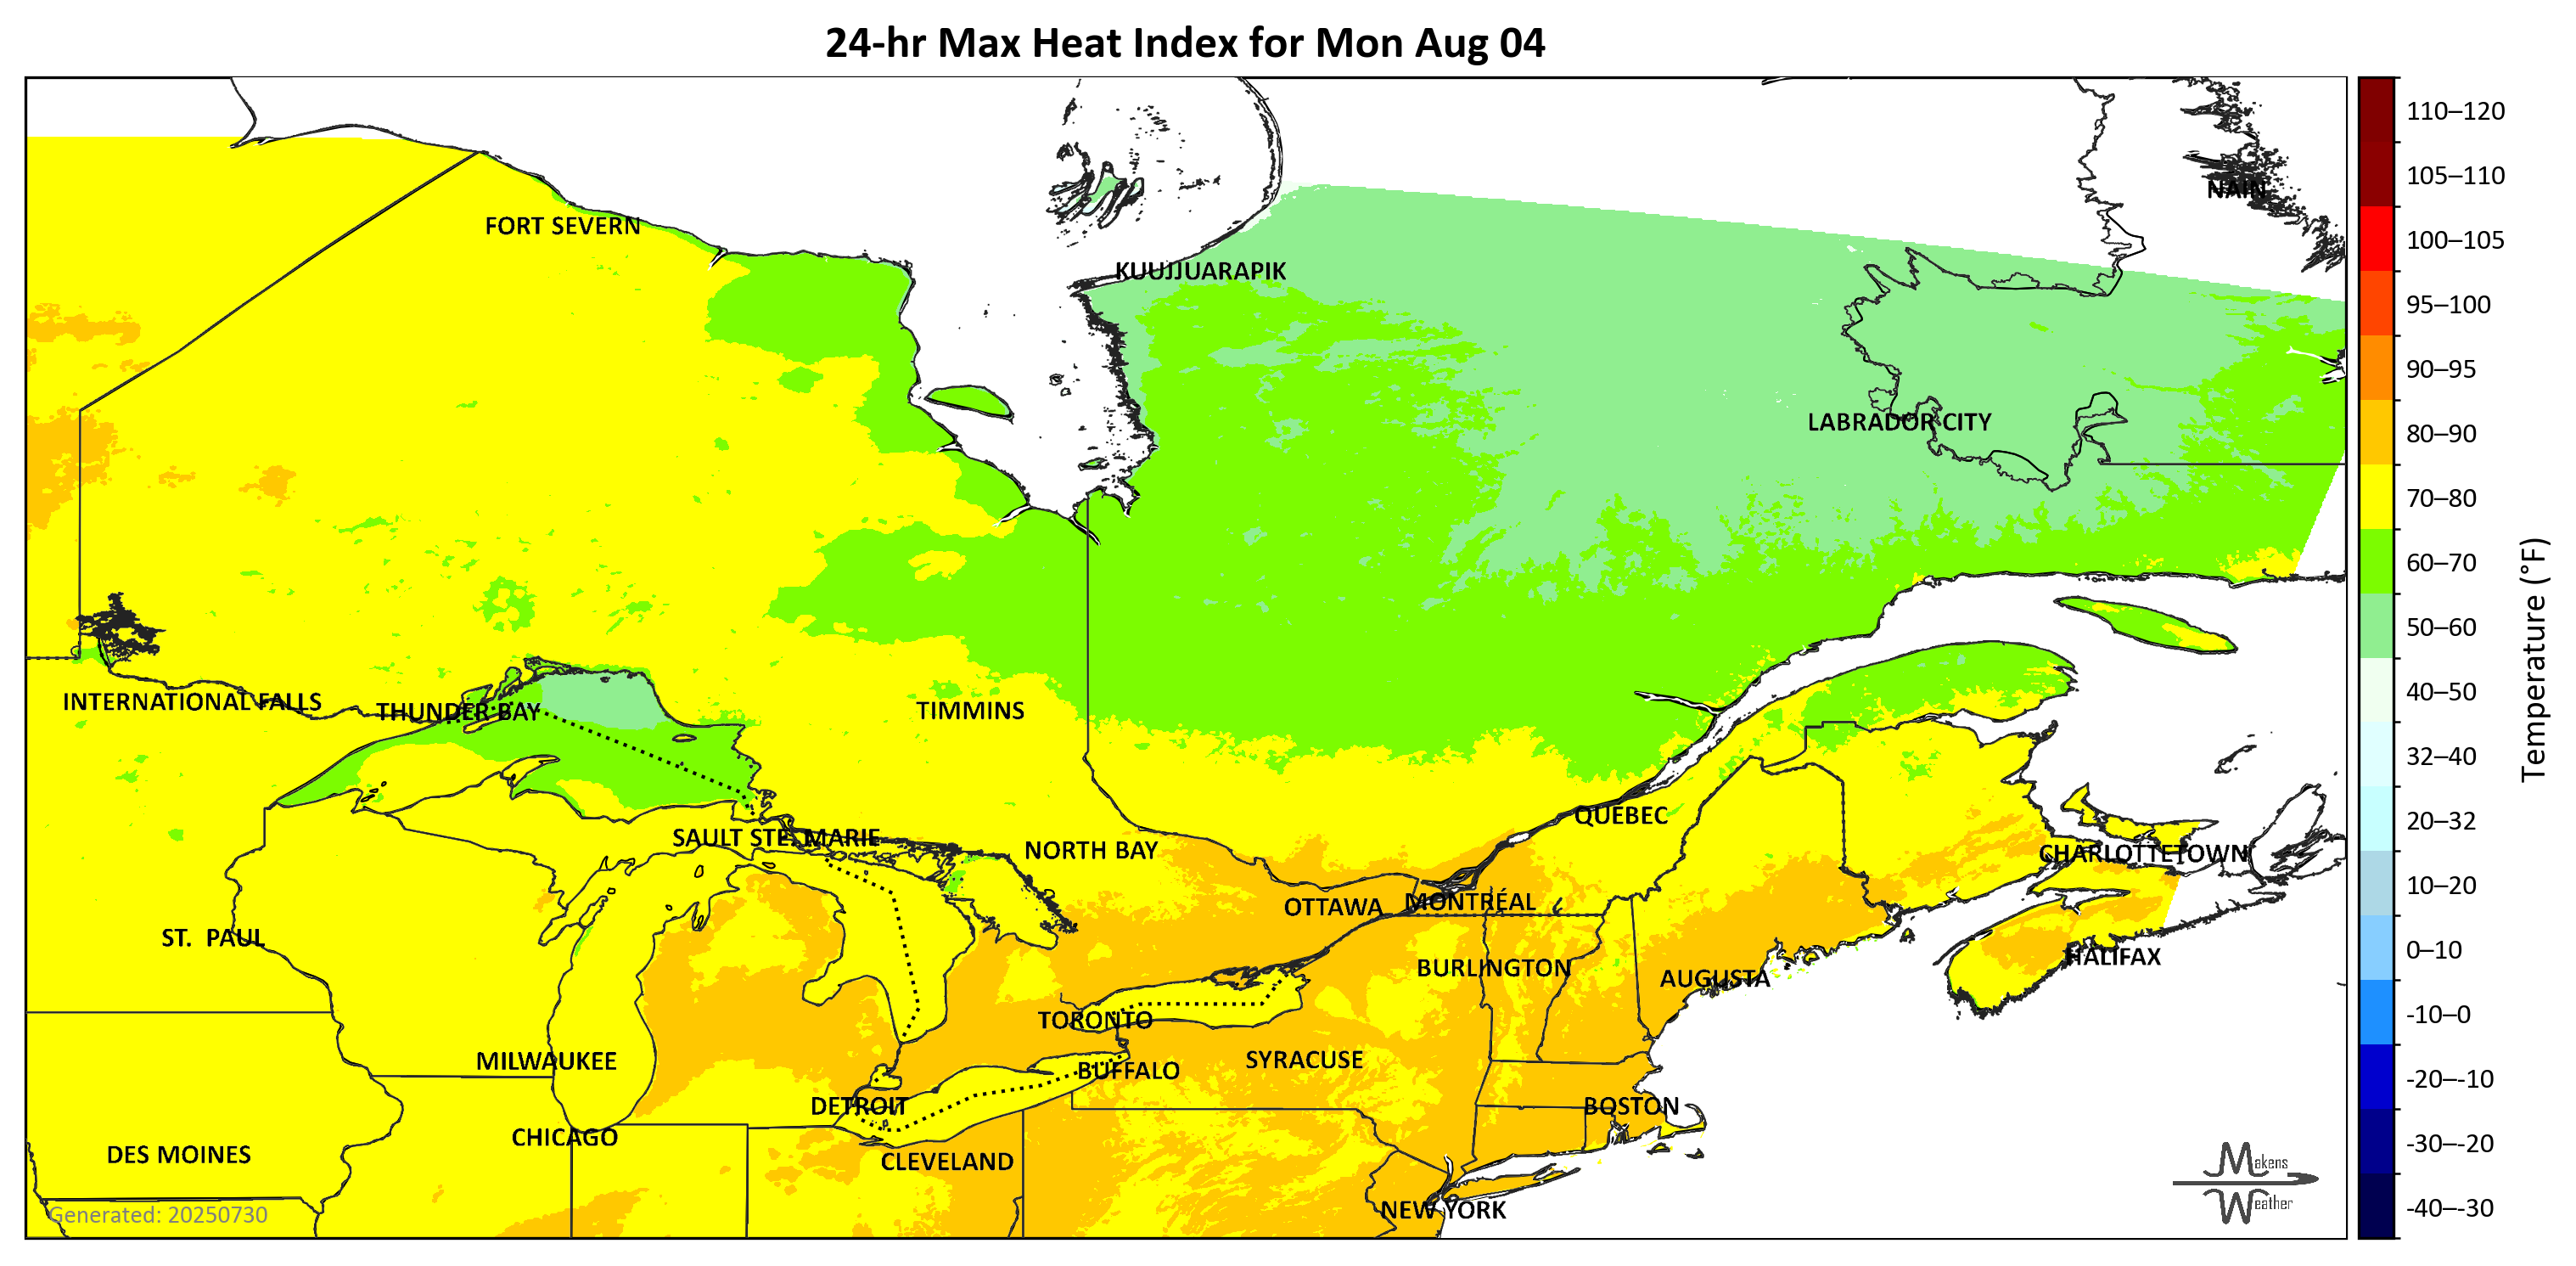 24-hr Max Heat Index for Mon Aug 04
NAIN
FORT SEVERN
KUUJJUARAPIK
LABRADOR CITY
INTERNATIONAL FALLS
THUNDER BAY
TIMMINS
QUEBEC
SAULT STE. MARIE
NORTH BAY
CHARLOTTETOWN
OTTAWA
MONTRÉAL
ST.  PAUL
HALIFAX
BURLINGTON
AUGUSTA
TORONTO
MILWAUKEE
SYRACUSE
BUFFALO
DETROIT
BOSTON
CHICAGO
DES MOINES
CLEVELAND
NEW YORK
Generated: 20250730
Makens
Weather
110–120
105–110
100–105
95–100
90–95
80–90
70–80
60–70
50–60
40–50
32–40
20–32
10–20
0–10
-10–0
-20–-10
-30–-20
-40–-30
Temperature (°F)